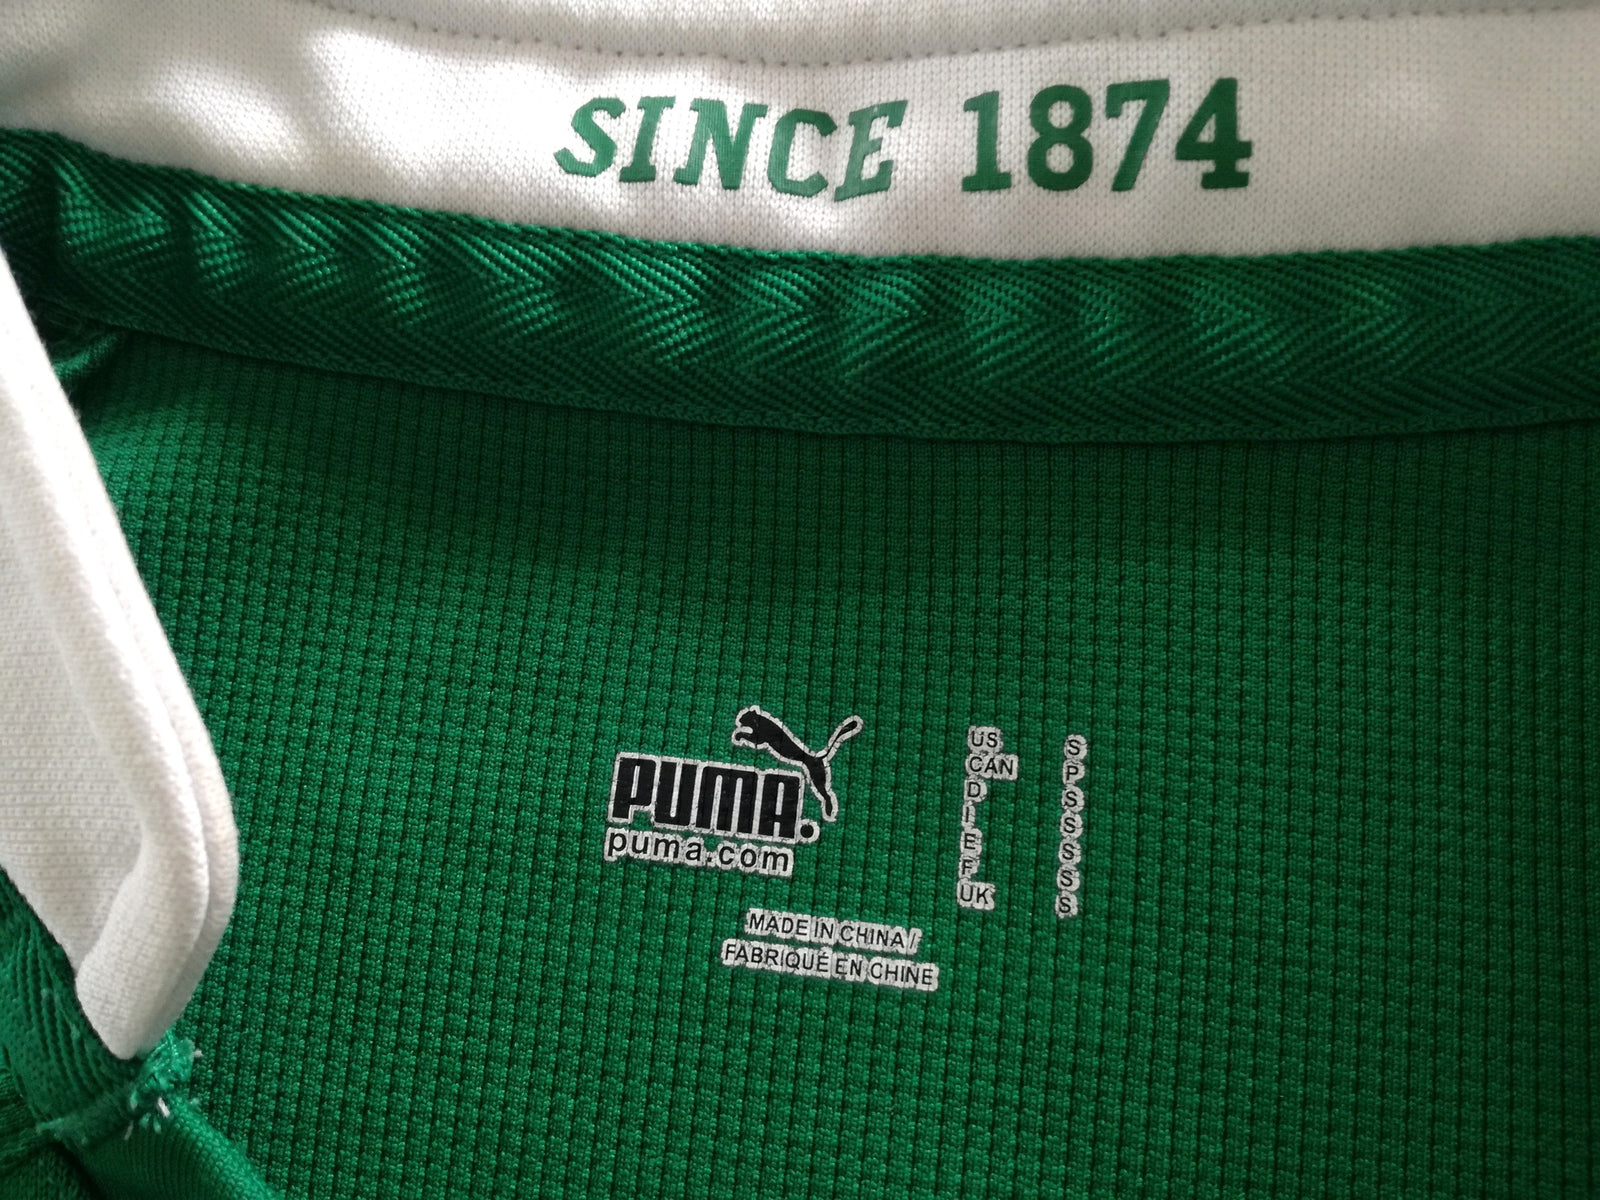 SINCE 1874
PUMA.
puma.com
US S
CAN P
D S
I S
E S
F S
UK S
MADE IN CHINA /
FABRIQUÉ EN CHINE